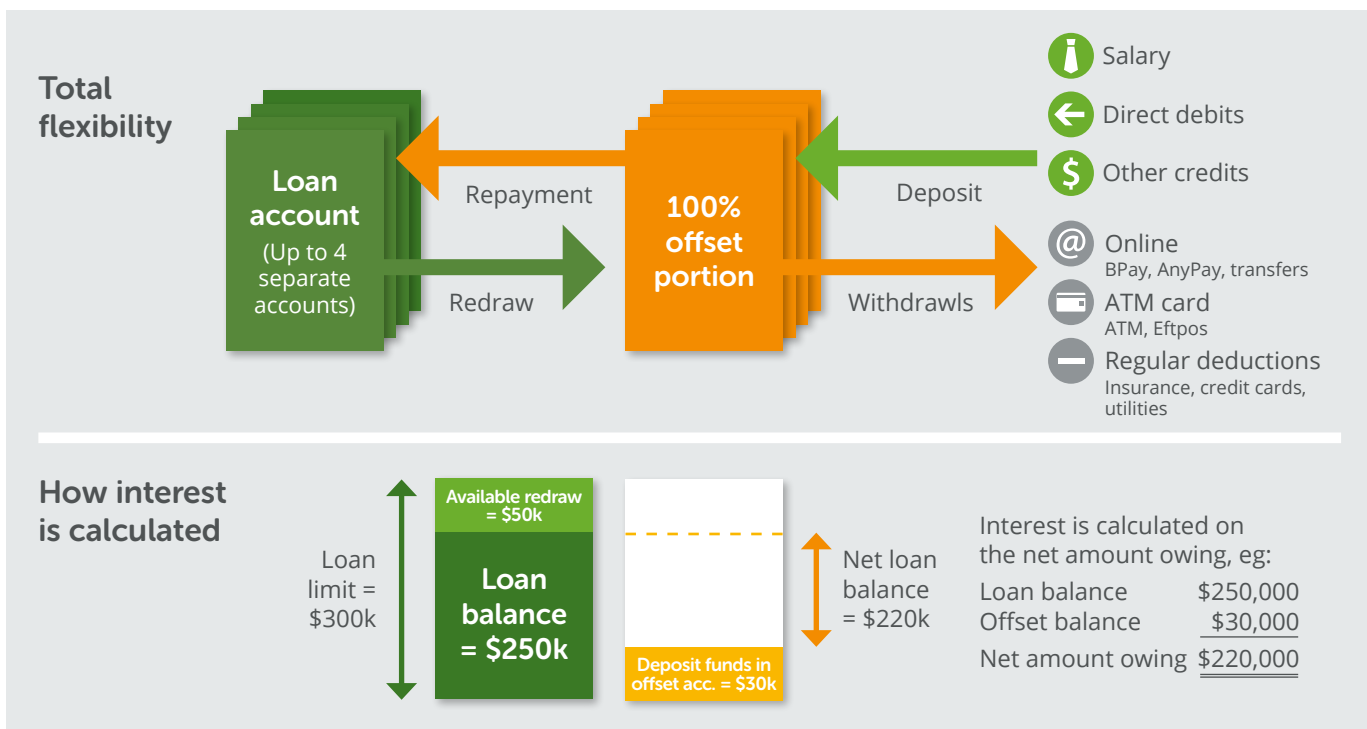 Total
flexibility
Loan
account
(Up to 4
separate
accounts)
Repayment
Redraw
100%
offset
portion
Deposit
Withdrawls
Salary
Direct debits
$
Other credits
@
Online
BPay, AnyPay, transfers
ATM card
ATM, Eftpos
Regular deductions
Insurance, credit cards,
utilities
How interest
is calculated
Loan
limit =
$300k
Available redraw
= $50k
Loan
balance
= $250k
Deposit funds in
offset acc. = $30k
Net loan
balance
= $220k
Interest is calculated on
the net amount owing, eg:
Loan balance $250,000
Offset balance $30,000
Net amount owing $220,000